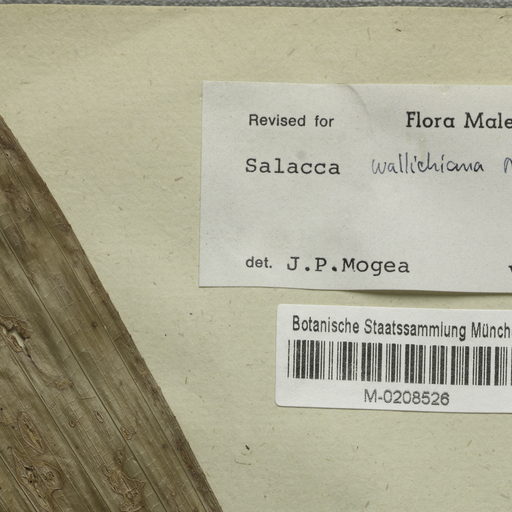 Revised for Flora Male
Salacca wallichiana M
det. J.P.Mogea
Botanische Staatssammlung Münch
M-0208526